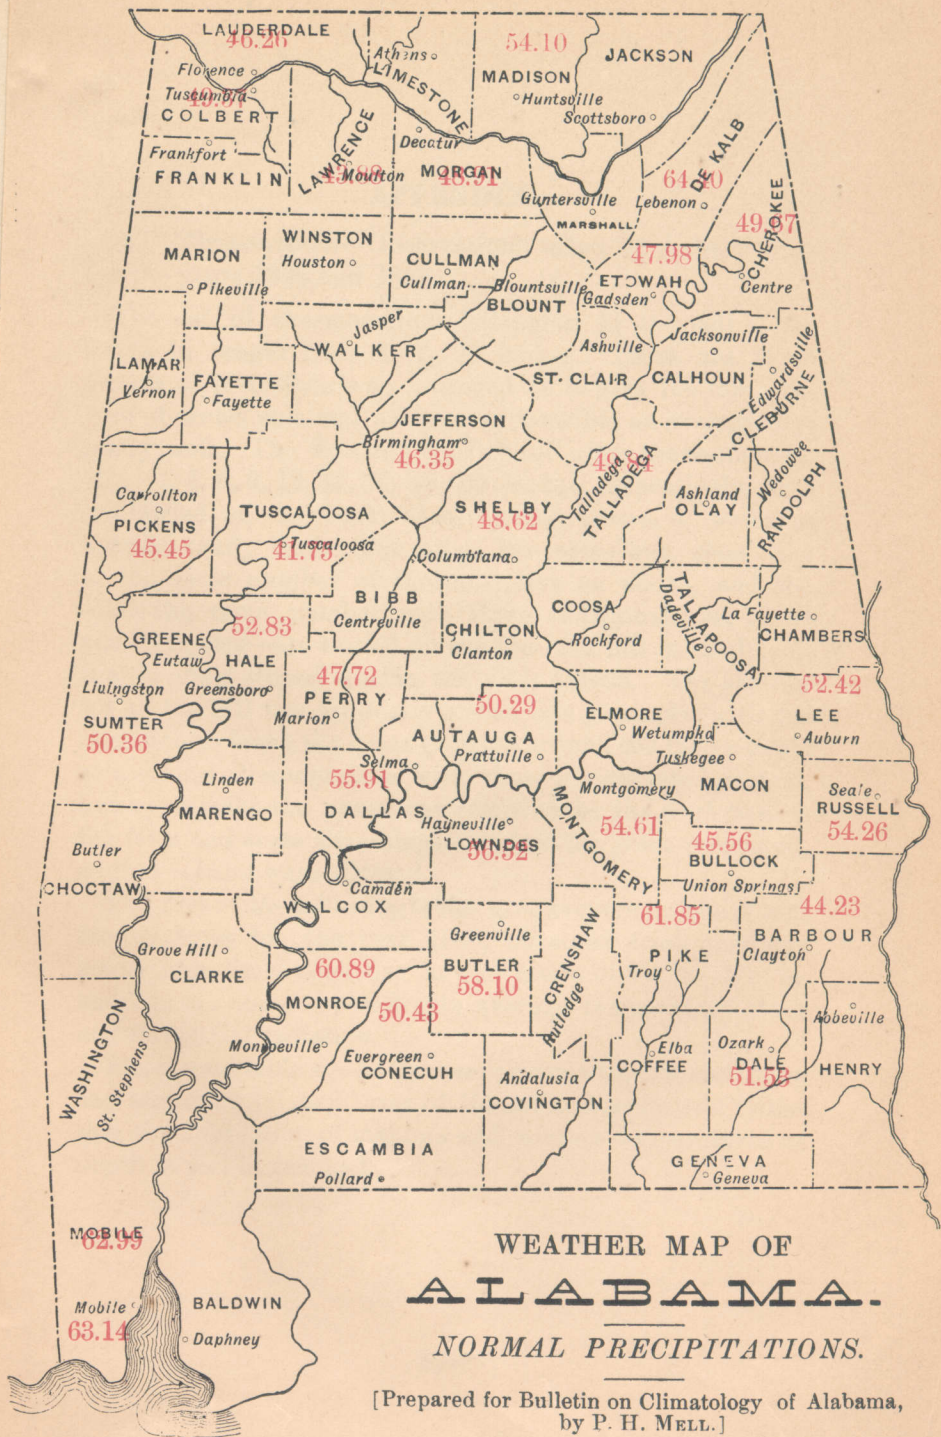 LAUDERDALE
46.26
Florence
Tuscumbia
COLBERT
Frankfort
FRANKLIN
Athens
LIMESTONE
54.10
MADISON
Huntsville
JACKSON
Scottsboro
LAWRENCE
Moulton
Decatur
MORGAN
48.91
DE KALB
64.40
Lebenon
Guntersville
MARSHALL
CHEROKEE
49.67
Centre
MARION
Pikeville
WINSTON
Houston
CULLMAN
Cullman
Blountsville
BLOUNT
47.98
ETOWAH
Gadsden
Jasper
WALKER
LAMAR
Vernon
FAYETTE
Fayette
Ashville
ST. CLAIR
Jacksonville
CALHOUN
Edwardsville
CLEBURNE
JEFFERSON
Birmingham
46.35
Carrollton
PICKENS
45.45
TUSCALOOSA
Tuscaloosa
41.75
SHELBY
48.62
Columbiana
Talladega
TALLADEGA
49.84
Ashland
OLAY
Wedowee
RANDOLPH
BIBB
Centreville
CHILTON
Clanton
COOSA
Rockford
TALLAPOOSA
Dadeville
La Fayette
CHAMBERS
GREENE
Eutaw
52.83
HALE
Greensboro
47.72
PERRY
Marion
Livingston
SUMTER
50.36
50.29
AUTAUGA
Prattville
ELMORE
Wetumpka
52.42
LEE
Auburn
Linden
MARENGO
Selma
55.91
DALLAS
Hayneville
LOWNDES
Montgomery
MONTGOMERY
54.61
Tuskegee
MACON
Seale
RUSSELL
54.26
Butler
CHOCTAW
Camden
WILCOX
45.56
BULLOCK
Union Springs
Grove Hill
CLARKE
60.89
MONROE
Monroeville
Greenville
BUTLER
58.10
CRENSHAW
Rutledge
61.85
PIKE
Troy
44.23
BARBOUR
Clayton
WASHINGTON
St. Stephens
50.43
Evergreen
CONECUH
Andalusia
COVINGTON
Elba
COFFEE
Ozark
DALE
51.53
Abbeville
HENRY
ESCAMBIA
Pollard
GENEVA
Geneva
MOBILE
62.99
Mobile
63.14
BALDWIN
Daphney
WEATHER MAP OF
ALABAMA.
NORMAL PRECIPITATIONS.
[Prepared for Bulletin on Climatology of Alabama,
by P. H. MELL.]